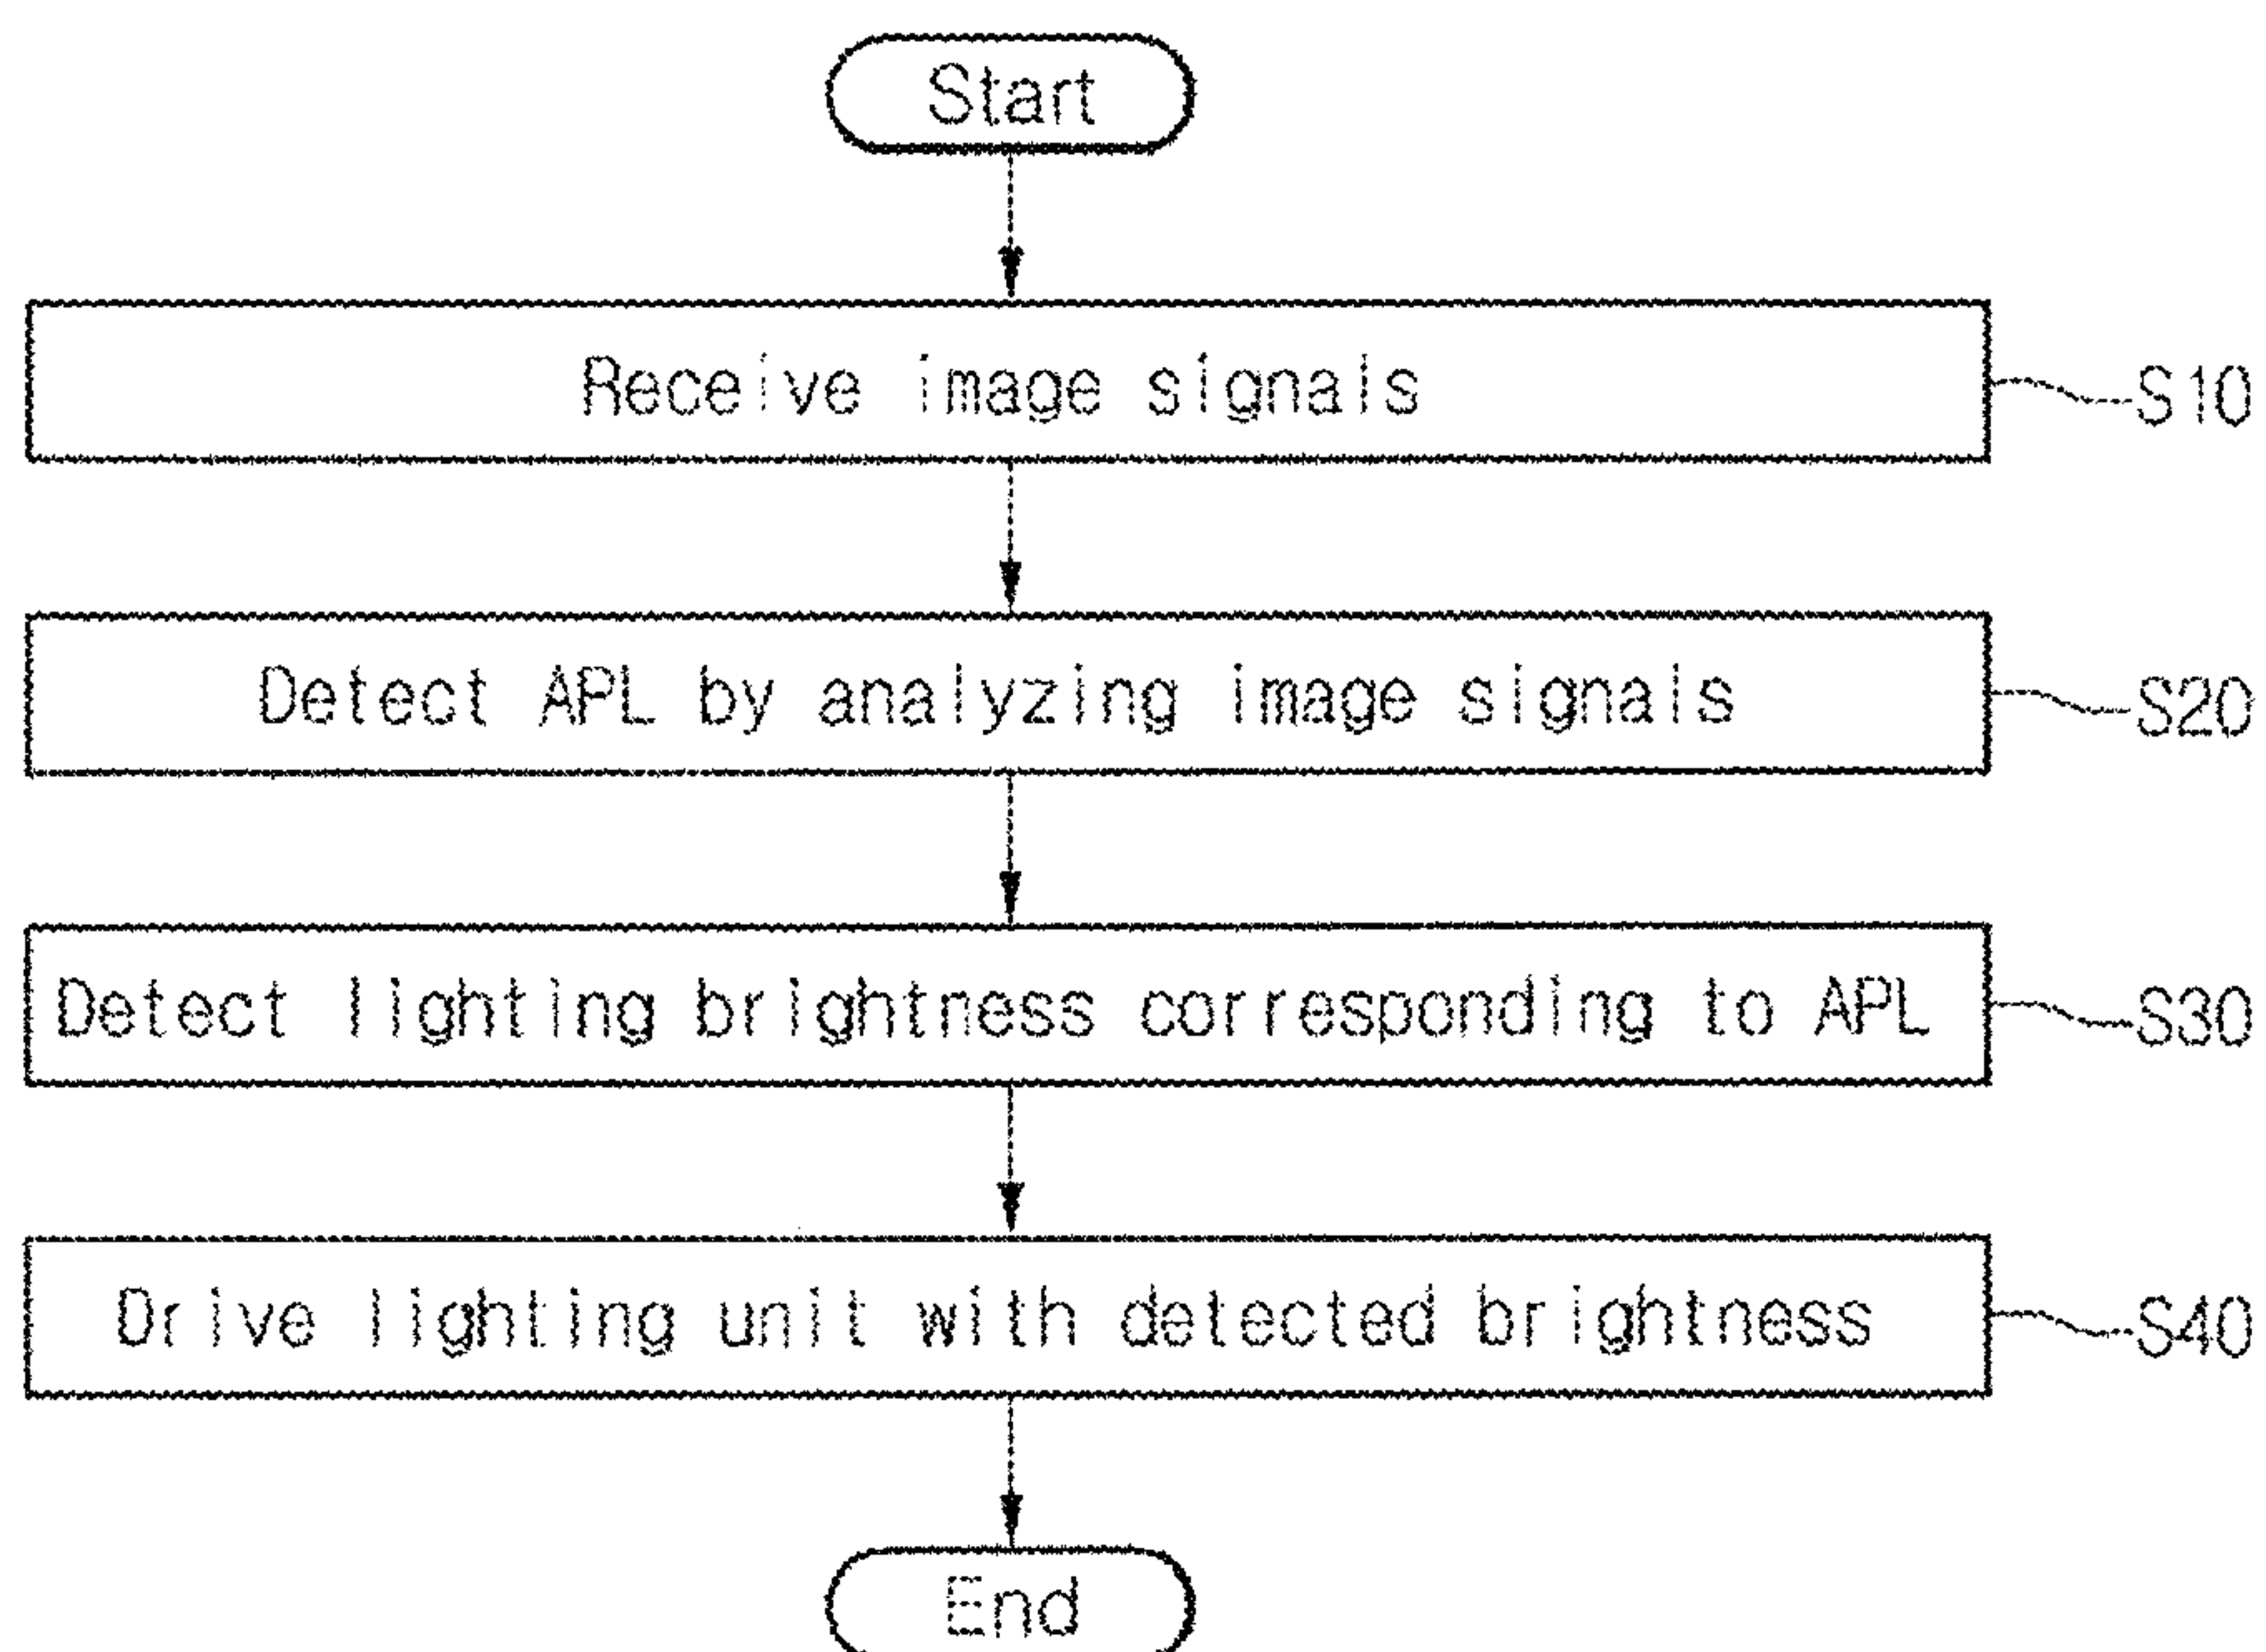 Start
Receive image signals
S10
Detect APL by analyzing image signals
S20
Detect lighting brightness corresponding to APL
S30
Drive lighting unit with detected brightness
S40
End